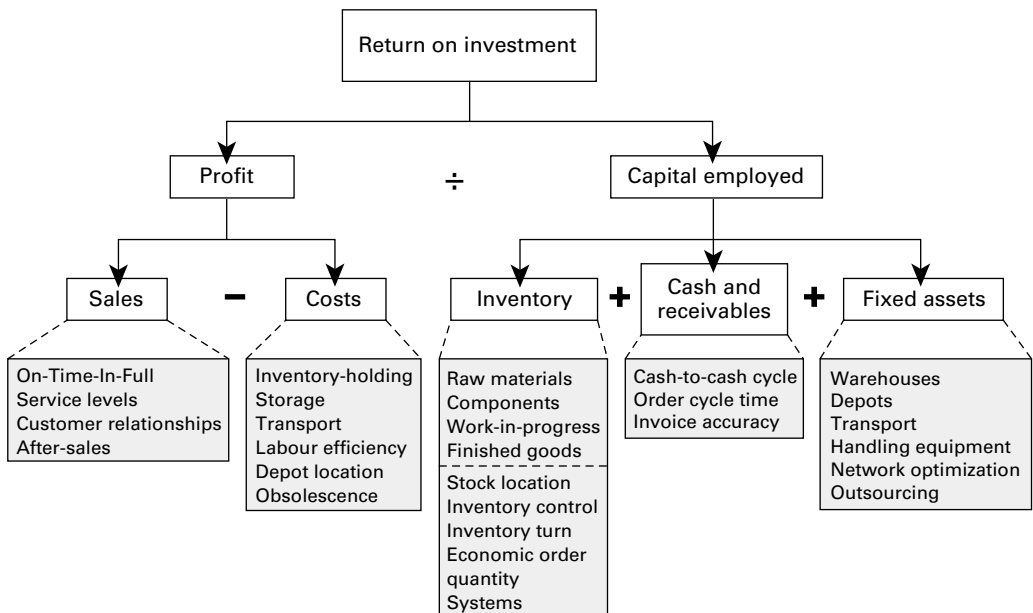 Return on investment
Profit
÷
Capital employed
Sales
–
Costs
Inventory
+
Cash and
receivables
+
Fixed assets
On-Time-In-Full
Service levels
Customer relationships
After-sales
Inventory-holding
Storage
Transport
Labour efficiency
Depot location
Obsolescence
Raw materials
Components
Work-in-progress
Finished goods
Stock location
Inventory control
Inventory turn
Economic order
quantity
Systems
Cash-to-cash cycle
Order cycle time
Invoice accuracy
Warehouses
Depots
Transport
Handling equipment
Network optimization
Outsourcing